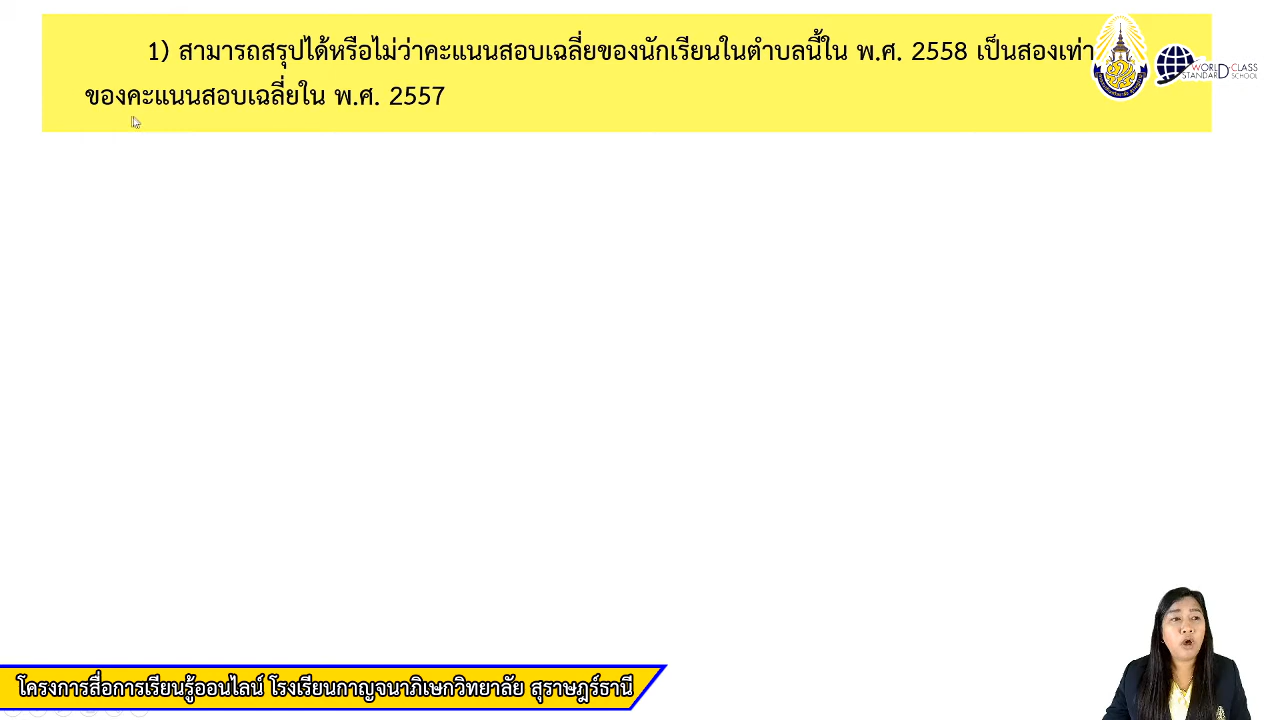 1) สามารถสรุปได้หรือไม่ว่าคะแนนสอบเฉลี่ยของนักเรียนในตำบลนี้ใน พ.ศ. 2558 เป็นสองเท่า
ของคะแนนสอบเฉลี่ยใน พ.ศ. 2557
WORLD CLASS
STANDARD SCHOOL
โครงการสื่อการเรียนรู้ออนไลน์ โรงเรียนกาญจนาภิเษกวิทยาลัย สุราษฎร์ธานี